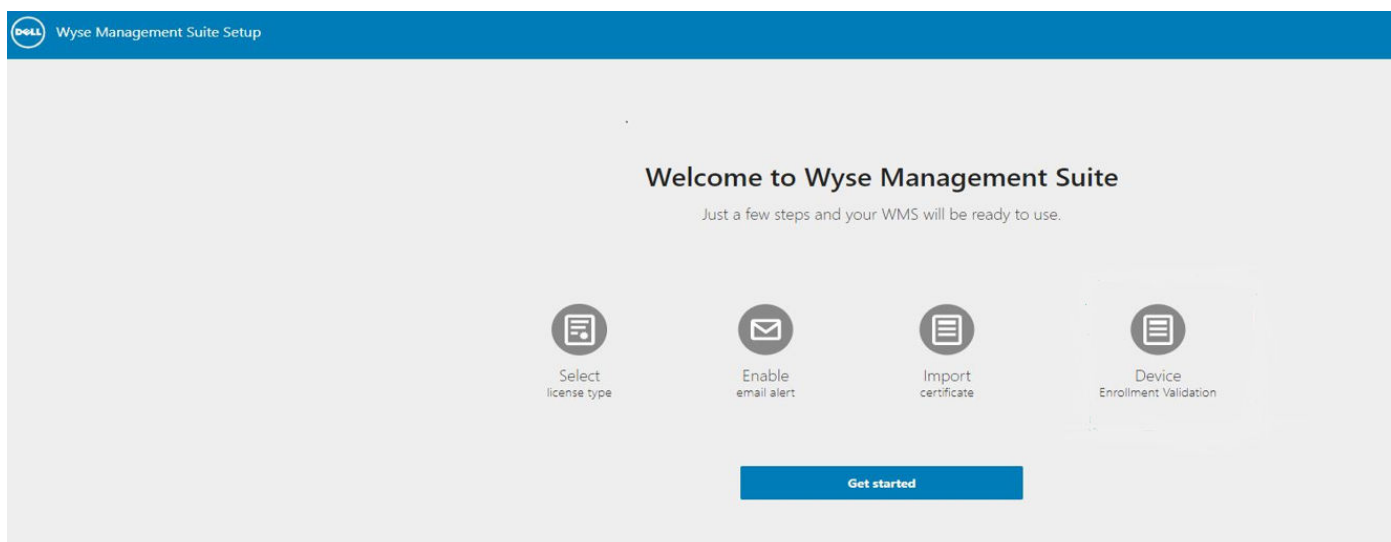 DELL Wyse Management Suite Setup
Welcome to Wyse Management Suite
Just a few steps and your WMS will be ready to use.
Select
license type
Enable
email alert
Import
certificate
Device
Enrollment Validation
Get started